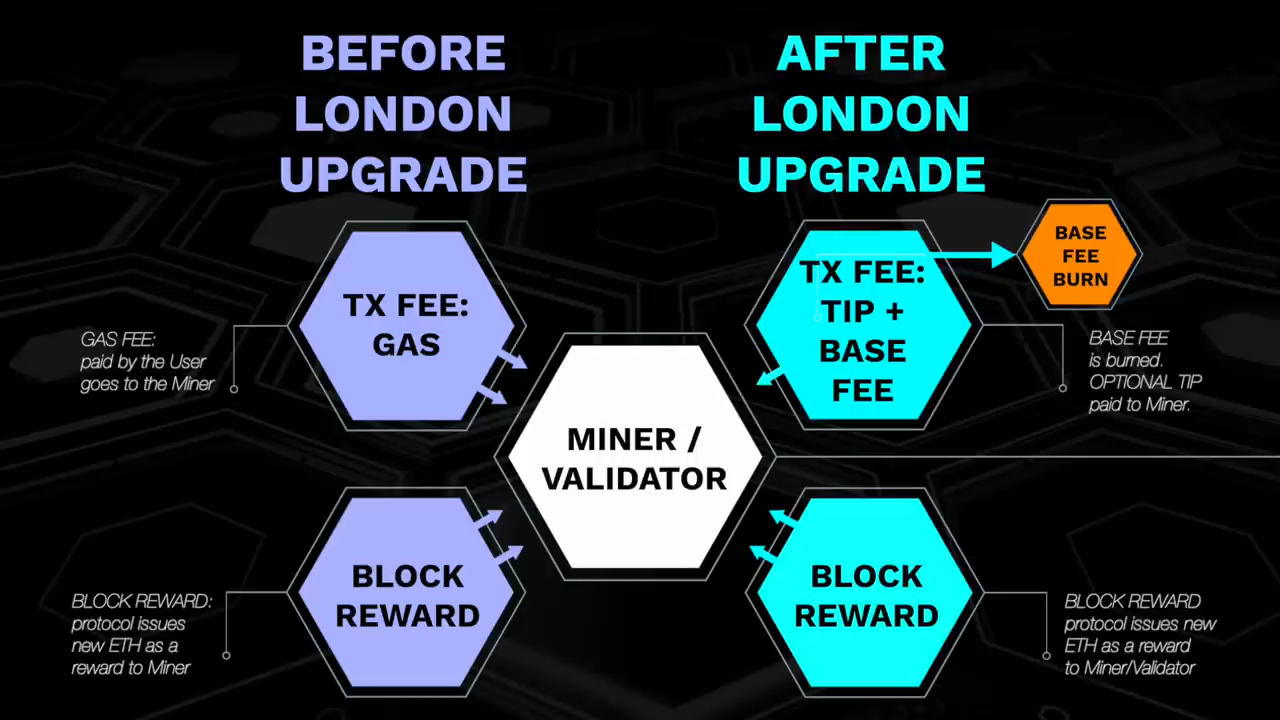 BEFORE
LONDON
UPGRADE
AFTER
LONDON
UPGRADE
TX FEE:
GAS
GAS FEE:
paid by the User
goes to the Miner
TX FEE:
TIP +
BASE
FEE
BASE
FEE
BURN
BASE FEE
is burned.
OPTIONAL TIP
paid to Miner.
MINER /
VALIDATOR
BLOCK
REWARD
BLOCK REWARD:
protocol issues
new ETH as a
reward to Miner
BLOCK
REWARD
BLOCK REWARD
protocol issues new
ETH as a reward
to Miner/Validator